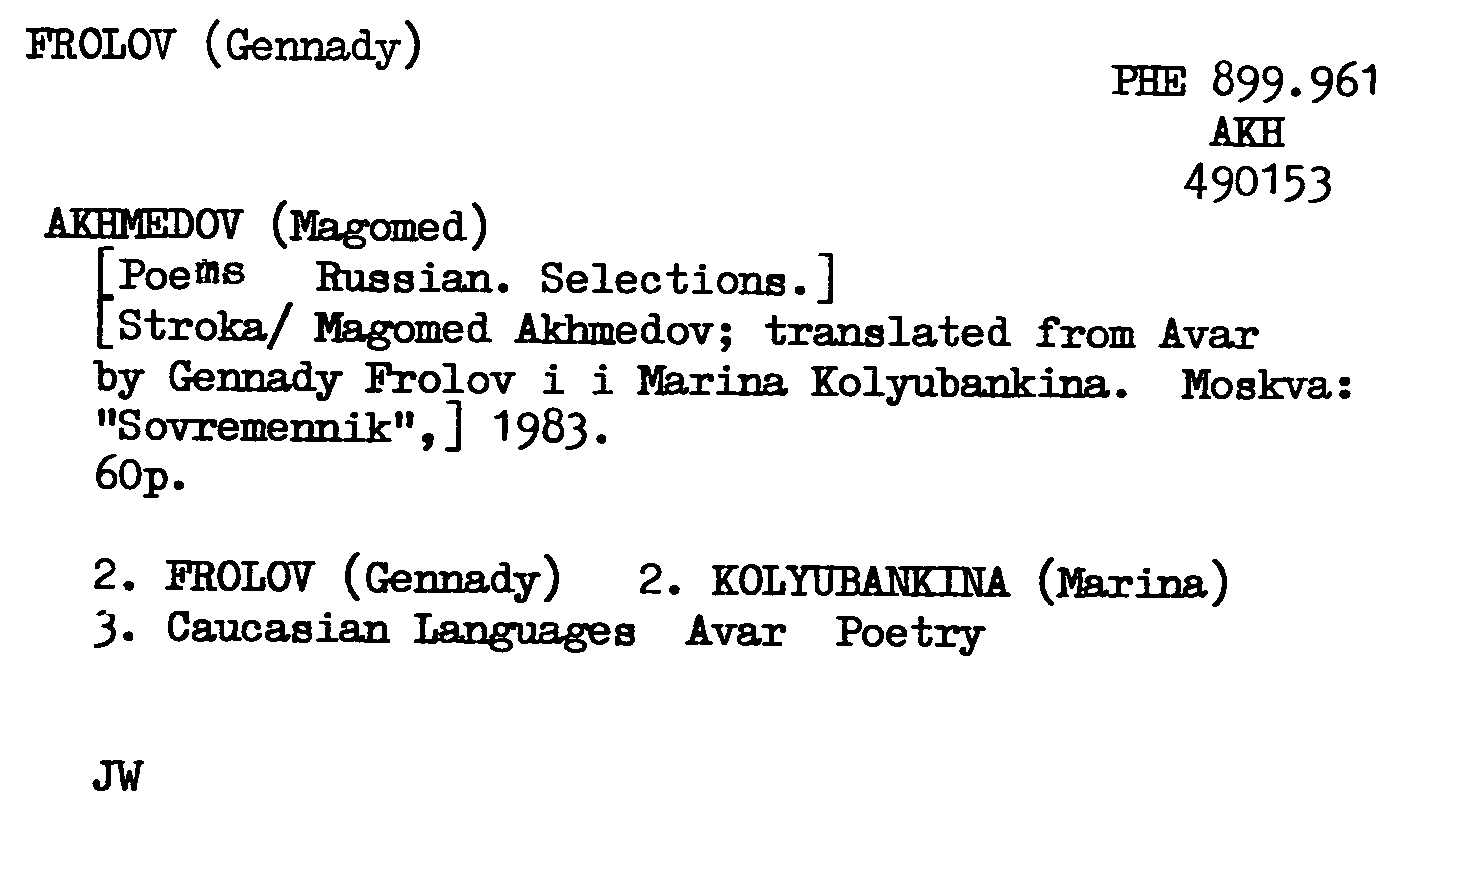 FROLOV (Gennady)
PHE 899.961
AKH
490153
AKHMEDOV (Magomed)
[Poems Russian. Selections.]
[Stroka/ Magomed Akhmedov; translated from Avar
by Gennady Frolov i i Marina Kolyubankina. Moskva:
"Sovremennik",] 1983.
60p.
2. FROLOV (Gennady) 2. KOLYUBANKINA (Marina)
3. Caucasian Languages Avar Poetry
JW